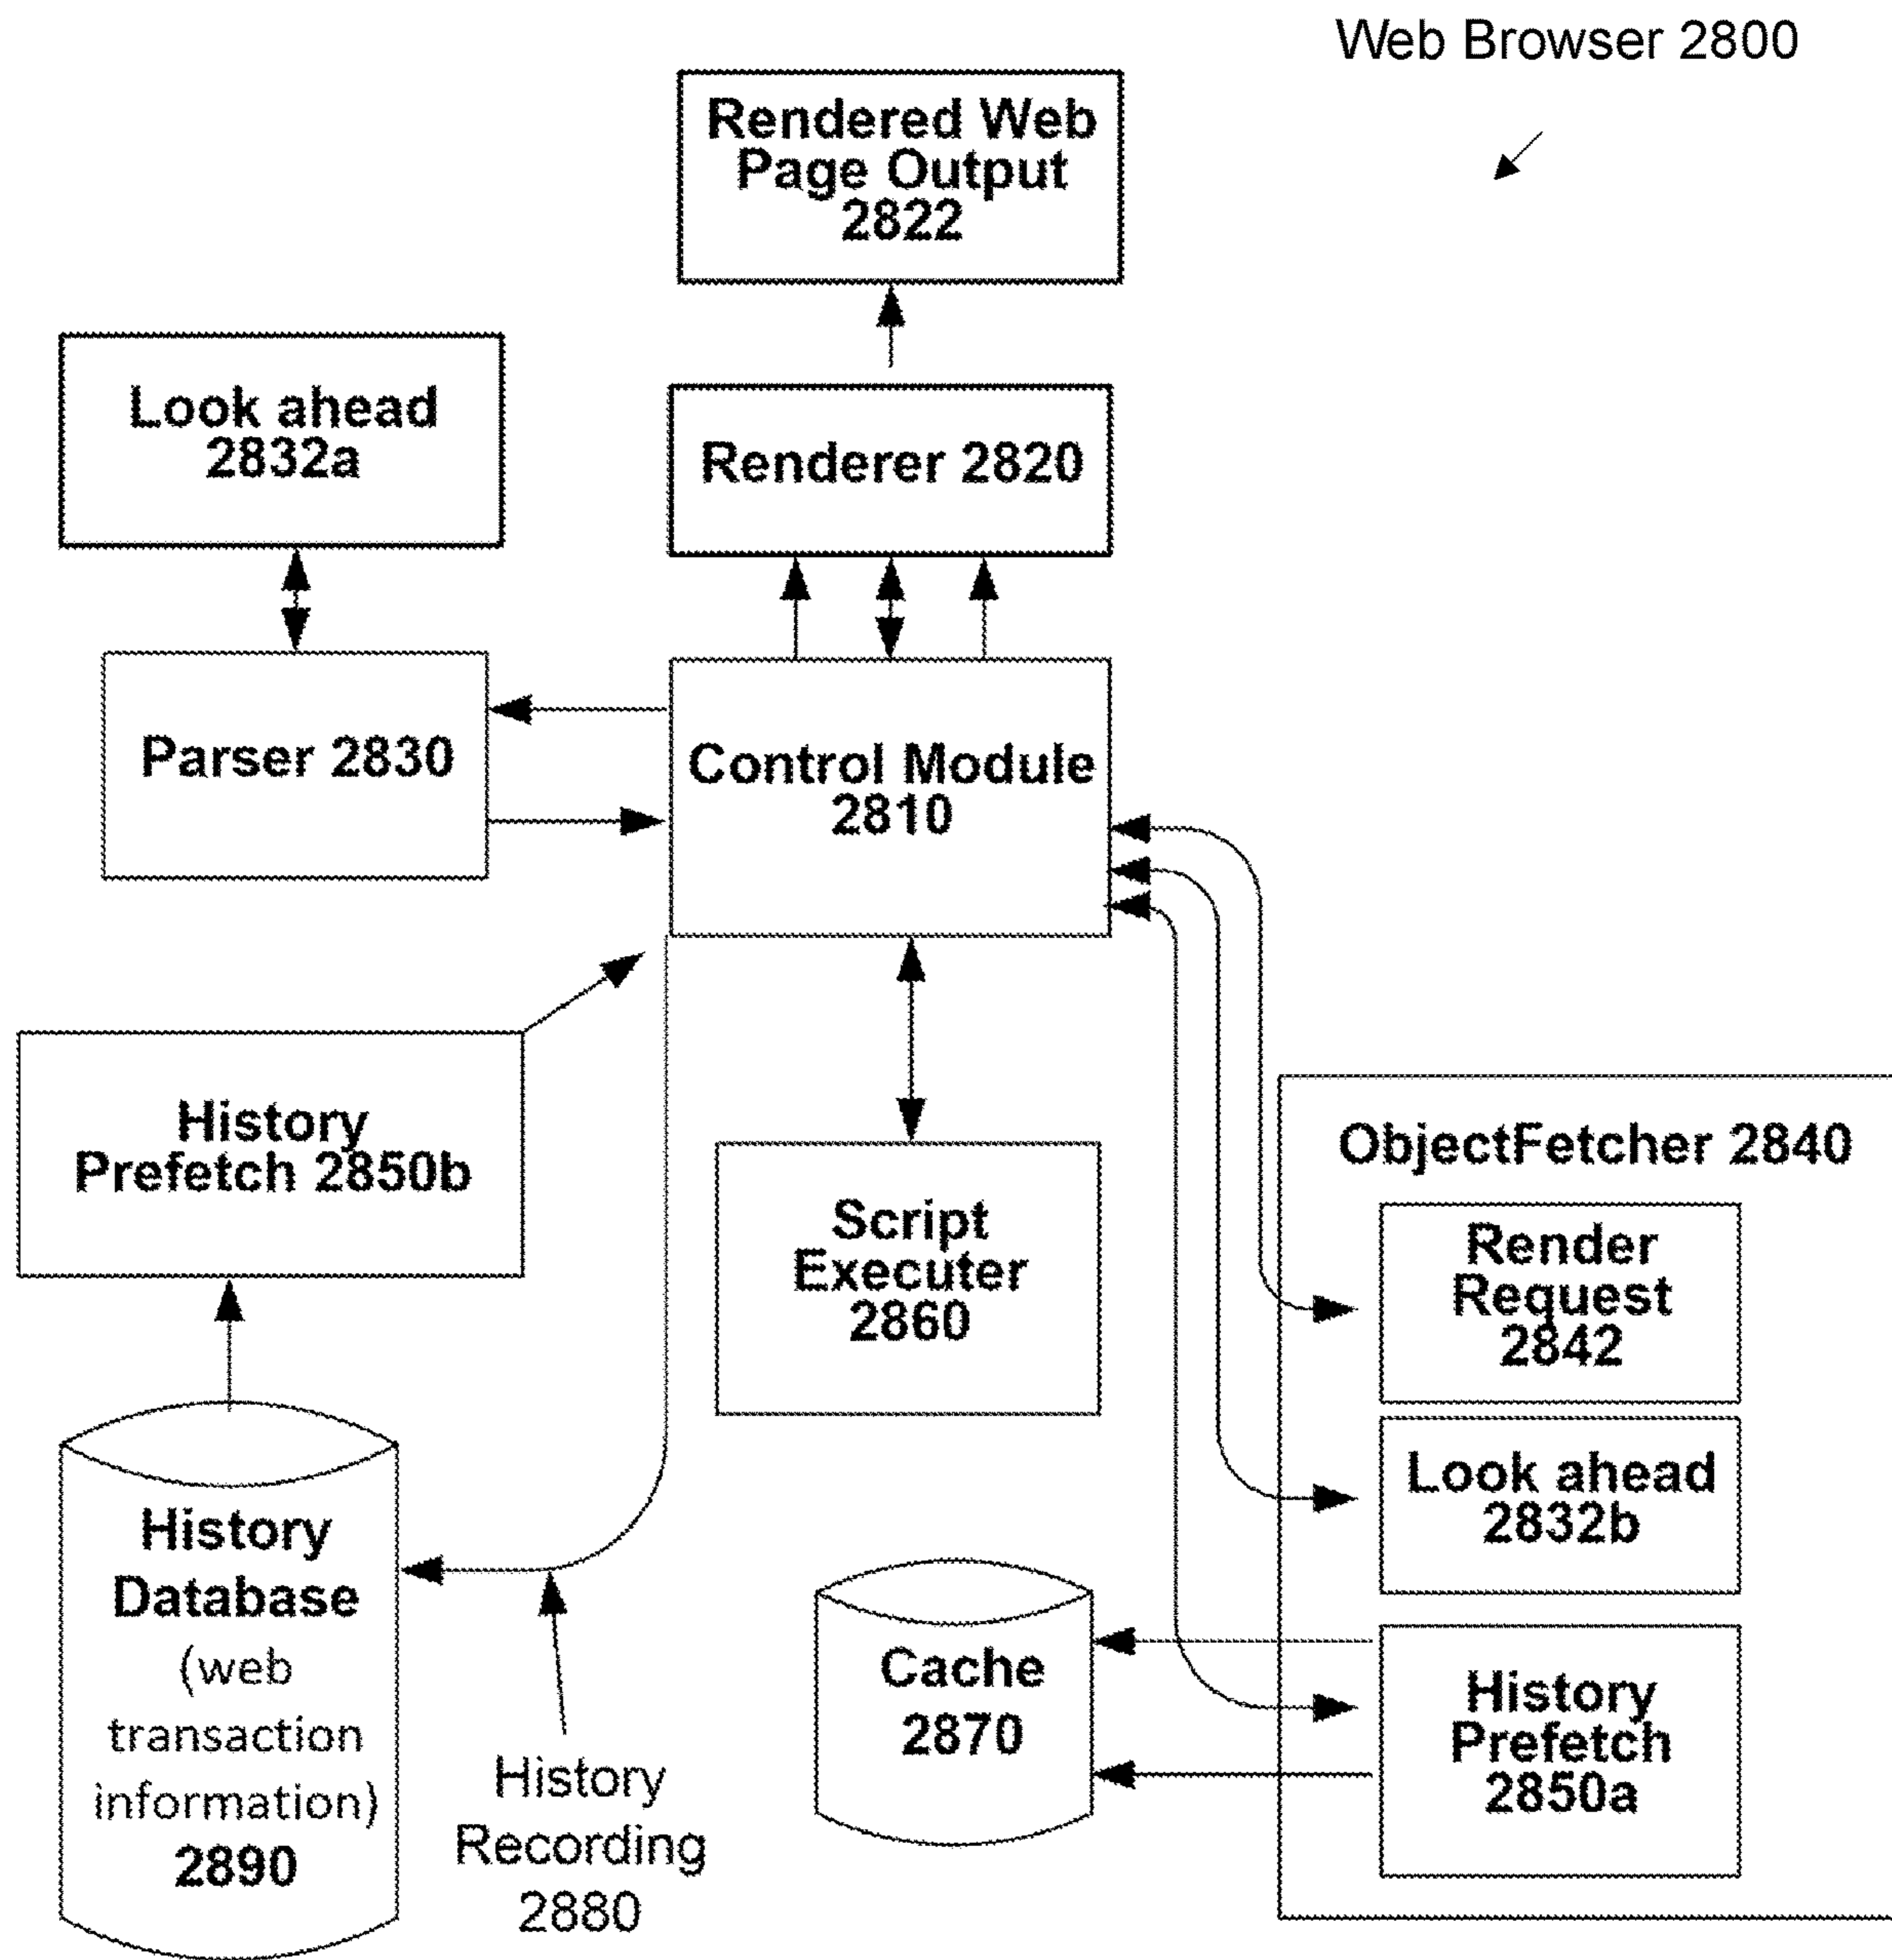 Web Browser 2800
Rendered Web
Page Output
2822
Look ahead
2832a
Renderer 2820
Parser 2830
Control Module
2810
History
Prefetch 2850b
Script
Executer
2860
ObjectFetcher 2840
Render
Request
2842
Look ahead
2832b
History
Prefetch
2850a
Cache
2870
History
Database
(web
transaction
information)
2890
History
Recording
2880